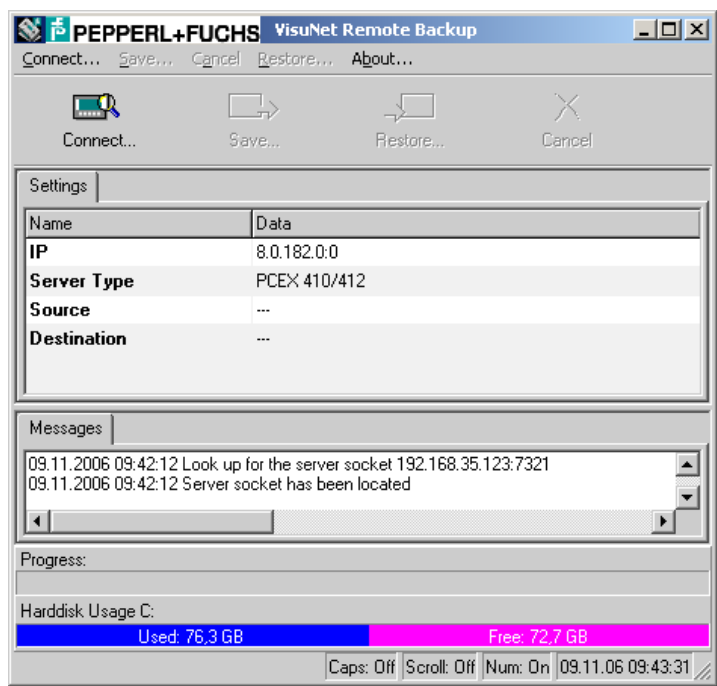 PEPPERL+FUCHS VisuNet Remote Backup
Connect... Save... Cancel Restore... About...
Connect... Save... Restore... Cancel
Settings
Name Data
IP 8.0.182.0:0
Server Type PCEX 410/412
Source ---
Destination ---
Messages
09.11.2006 09:42:12 Look up for the server socket 192.168.35.123:7321
09.11.2006 09:42:12 Server socket has been located
Progress:
Harddisk Usage C:
Used: 76,3 GB Free: 72,7 GB
Caps: Off Scroll: Off Num: On 09.11.06 09:43:31